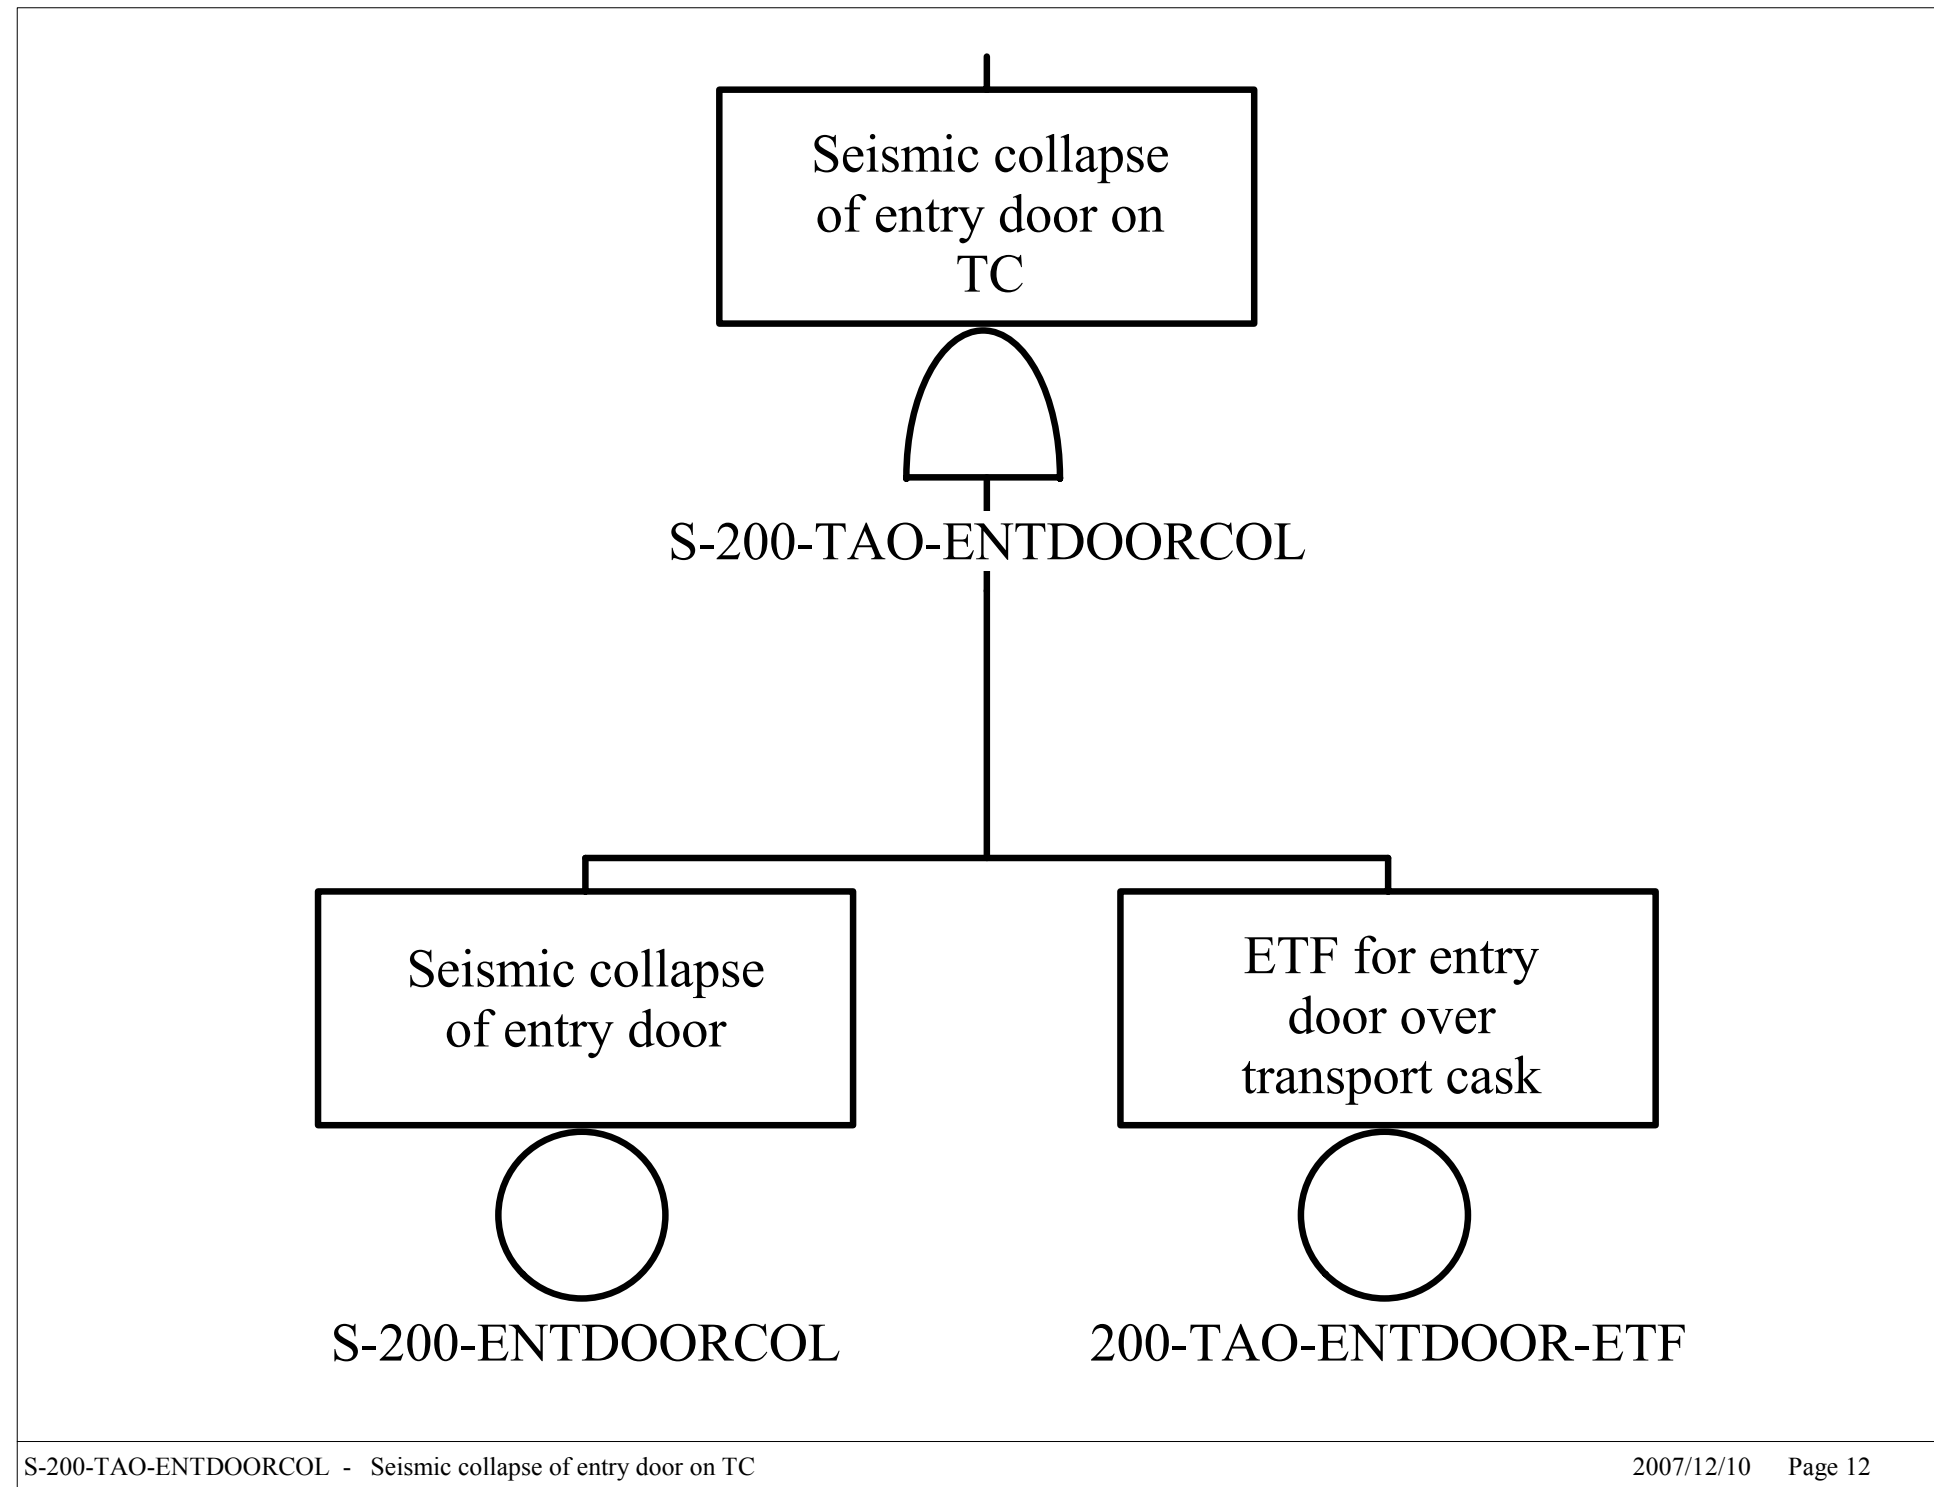 Seismic collapse
of entry door on
TC
S-200-TAO-ENTDOORCOL
Seismic collapse
of entry door
S-200-ENTDOORCOL
ETF for entry
door over
transport cask
200-TAO-ENTDOOR-ETF
S-200-TAO-ENTDOORCOL - Seismic collapse of entry door on TC
2007/12/10 Page 12